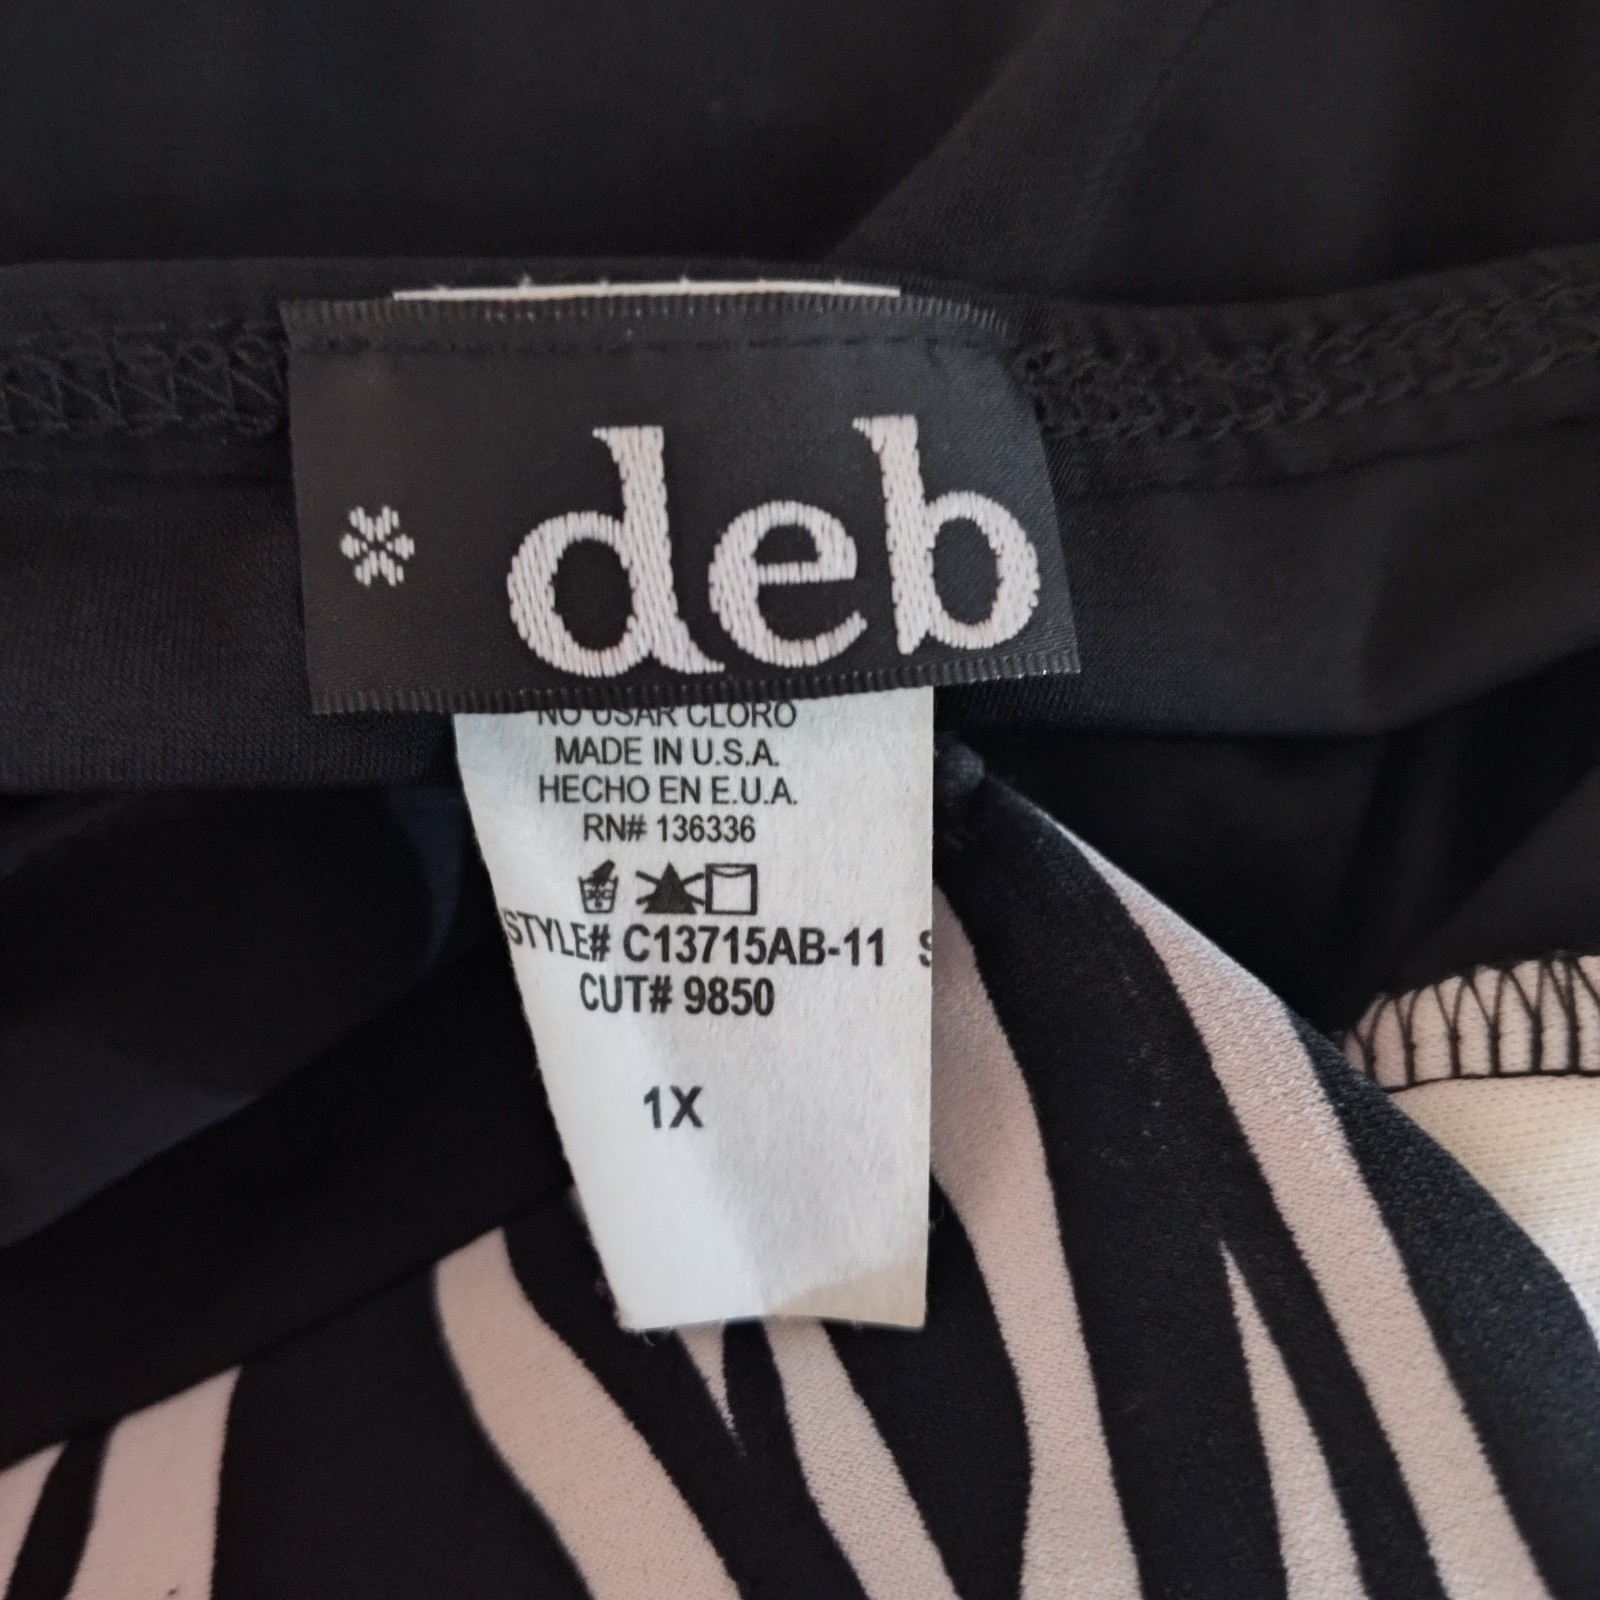 deb
NO USAR CLORO
MADE IN U.S.A.
HECHO EN E.U.A.
RN# 136336
STYLE# C13715AB-11 S
CUT# 9850
1X